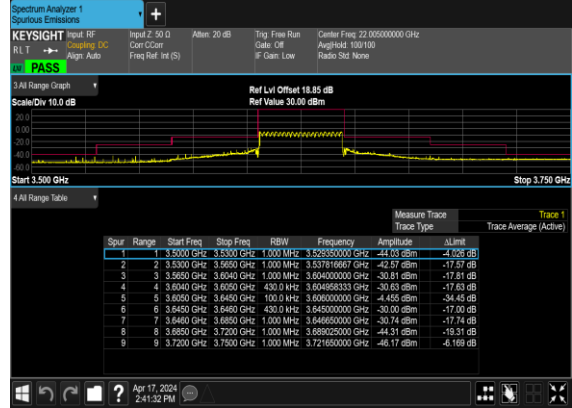 Spectrum Analyzer 1
Spurious Emissions
+
KEYSIGHT Input: RF Input Z: 50 Ω Atten: 20 dB Trig: Free Run Center Freq: 22.005000000 GHz
RLT Coupling: DC Corr CCorr Gate: Off Avg|Hold: 100/100
Align: Auto Freq Ref: Int (S) IF Gain: Low Radio Std: None
PASS
3 All Range Graph
Ref Lvl Offset 18.85 dB
Scale/Div 10.0 dB Ref Value 30.00 dBm
20.0
0.00
-20.0
-40.0
-60.0
Start 3.500 GHz Stop 3.750 GHz
4 All Range Table
Measure Trace Trace 1
Trace Type Trace Average (Active)
Spur Range Start Freq Stop Freq RBW Frequency Amplitude ΔLimit
1 1 3.5000 GHz 3.5300 GHz 1.000 MHz 3.529350000 GHz -44.03 dBm -4.026 dB
2 2 3.5300 GHz 3.5650 GHz 1.000 MHz 3.537816667 GHz -42.57 dBm -17.57 dB
3 3 3.5650 GHz 3.6040 GHz 1.000 MHz 3.604000000 GHz -30.81 dBm -17.81 dB
4 4 3.6040 GHz 3.6050 GHz 430.0 kHz 3.604958333 GHz -30.63 dBm -17.63 dB
5 5 3.6050 GHz 3.6450 GHz 100.0 kHz 3.606000000 GHz -4.455 dBm -34.45 dB
6 6 3.6450 GHz 3.6460 GHz 430.0 kHz 3.645000000 GHz -30.00 dBm -17.00 dB
7 7 3.6460 GHz 3.6850 GHz 1.000 MHz 3.646650000 GHz -30.74 dBm -17.74 dB
8 8 3.6850 GHz 3.7200 GHz 1.000 MHz 3.689025000 GHz -44.31 dBm -19.31 dB
9 9 3.7200 GHz 3.7500 GHz 1.000 MHz 3.721650000 GHz -46.17 dBm -6.169 dB
? Apr 17, 2024
2:41:32 PM